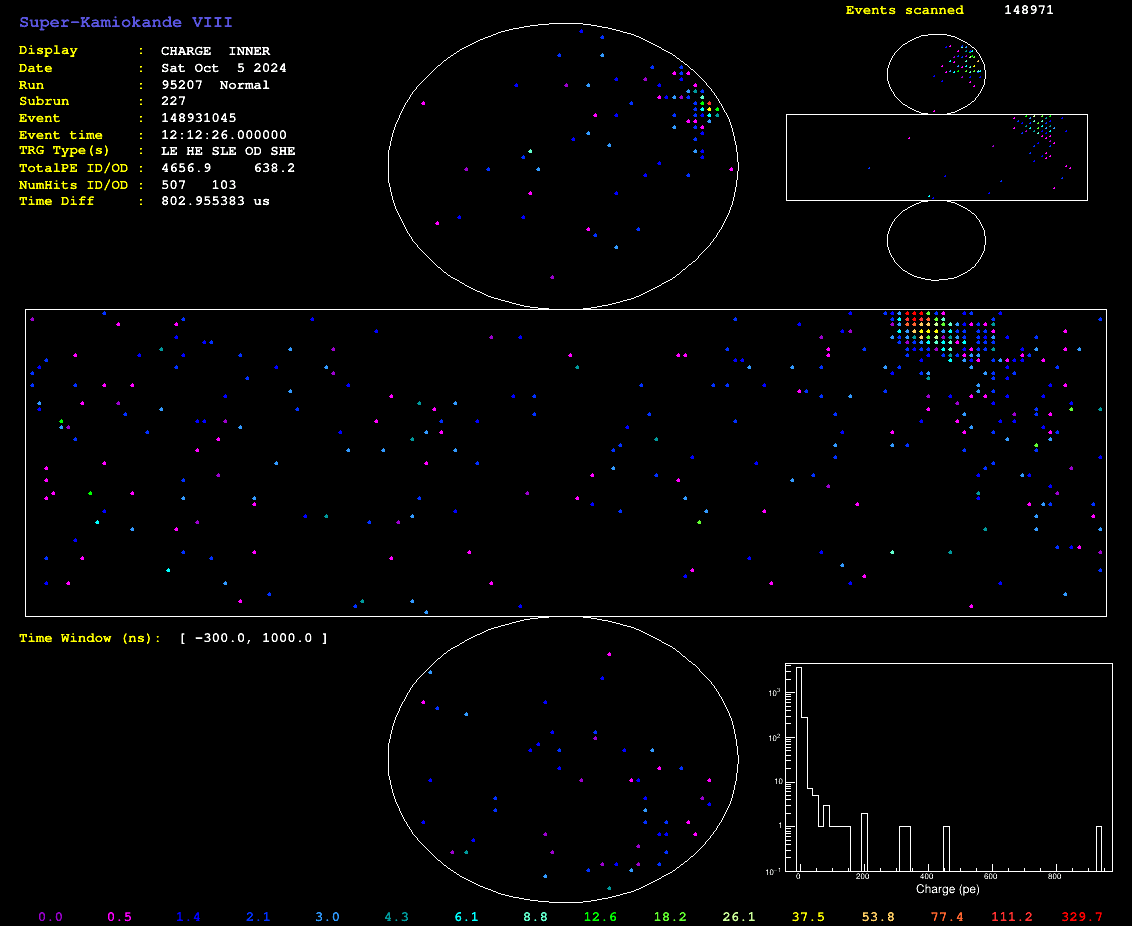 Super-Kamiokande VIII
Events scanned 148971
Display : CHARGE INNER
Date : Sat Oct 5 2024
Run : 95207 Normal
Subrun : 227
Event : 148931045
Event time : 12:12:26.000000
TRG Type(s) : LE HE SLE OD SHE
TotalPE ID/OD : 4656.9 638.2
NumHits ID/OD : 507 103
Time Diff : 802.955383 us
Time Window (ns): [ -300.0, 1000.0 ]
10³
10²
10
1
10⁻¹
0 200 400 600 800
Charge (pe)
0.0 0.5 1.4 2.1 3.0 4.3 6.1 8.8 12.6 18.2 26.1 37.5 53.8 77.4 111.2 329.7